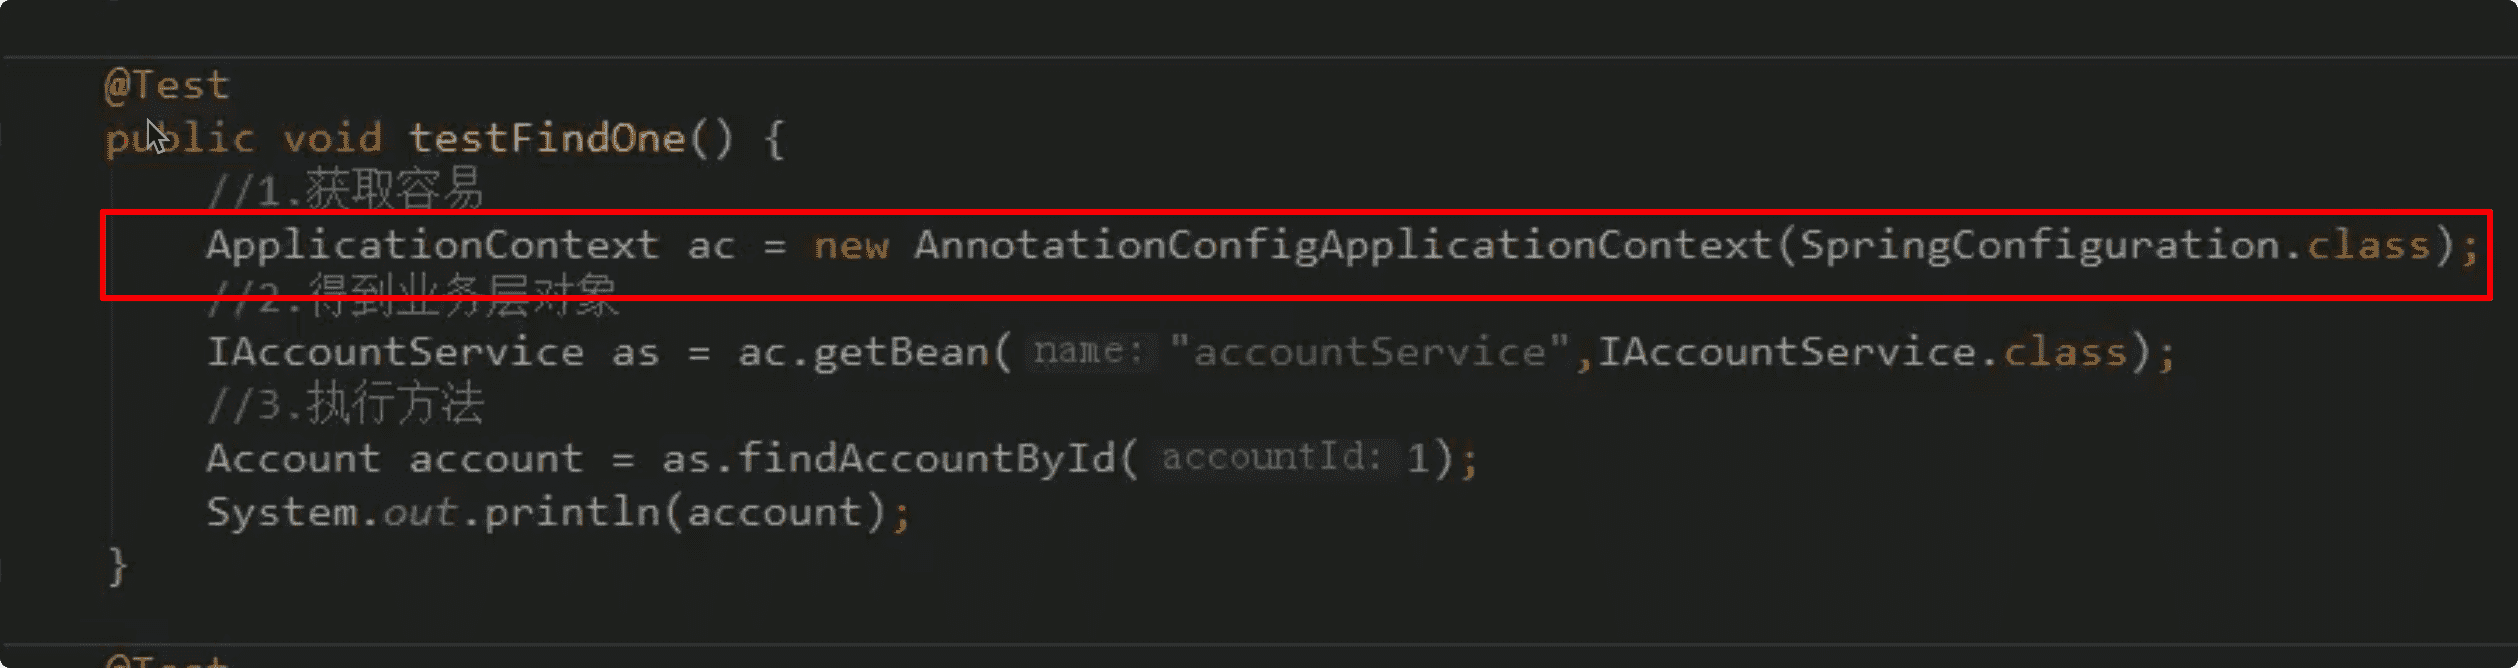 @Test
public void testFindOne() {
//1.获取容易
ApplicationContext ac = new AnnotationConfigApplicationContext(SpringConfiguration.class);
//2.得到业务层对象
IAccountService as = ac.getBean( name: "accountService",IAccountService.class);
//3.执行方法
Account account = as.findAccountById( accountId: 1);
System.out.println(account);
}
@Test